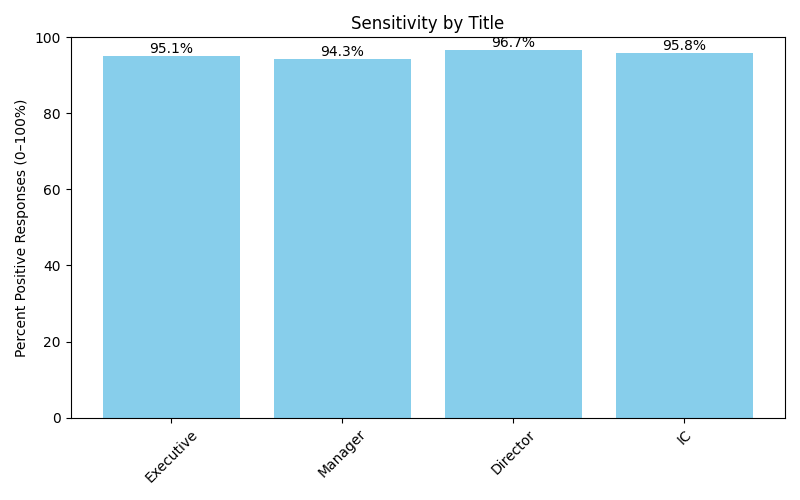 Sensitivity by Title
Percent Positive Responses (0–100%)
100
80
60
40
20
0
95.1%
94.3%
96.7%
95.8%
Executive
Manager
Director
IC